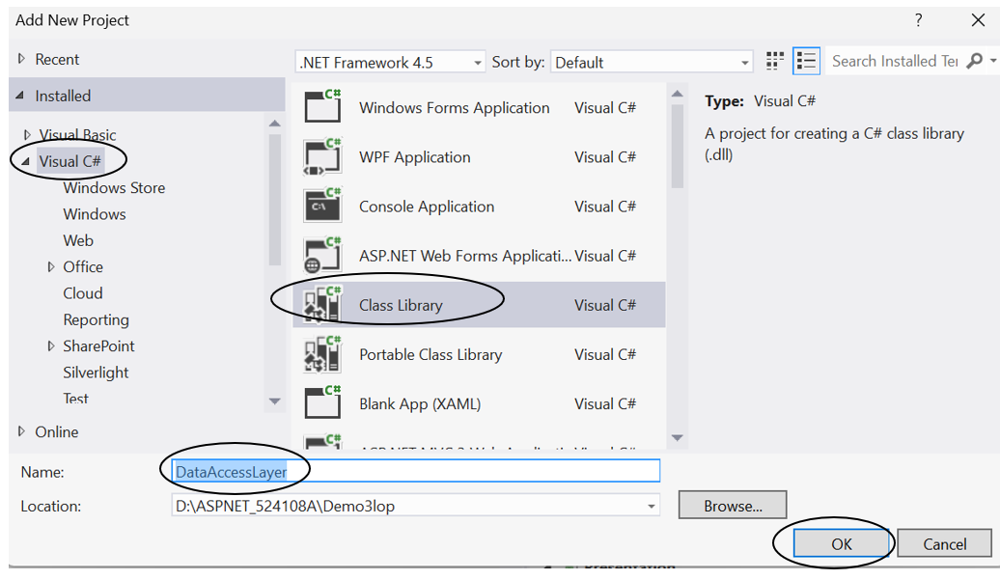 Add New Project
?
Recent
.NET Framework 4.5
Sort by:
Default
Search Installed Te
Installed
Visual Basic
Visual C#
Windows Store
Windows
Web
Office
Cloud
Reporting
SharePoint
Silverlight
Test
Online
Windows Forms Application Visual C#
WPF Application Visual C#
Console Application Visual C#
ASP.NET Web Forms Applicati... Visual C#
Class Library Visual C#
Portable Class Library Visual C#
Blank App (XAML) Visual C#
Type: Visual C#
A project for creating a C# class library
(.dll)
Name: DataAccessLayer
Location: D:\ASPNET_524108A\Demo3lop
Browse...
OK
Cancel